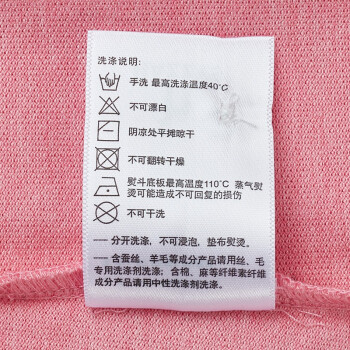 洗涤说明:
手洗 最高洗涤温度40℃
不可漂白
阴凉处平摊晾干
不可翻转干燥
熨斗底板最高温度110℃ 蒸气熨
烫可能造成不可回复的损伤
不可干洗
—— 分开洗涤，不可浸泡，垫布熨烫。
—— 含蚕丝、羊毛等成分产品请用丝、毛
专用洗涤剂洗涤；含棉、麻等纤维素纤维
成分产品请用中性洗涤剂洗涤。